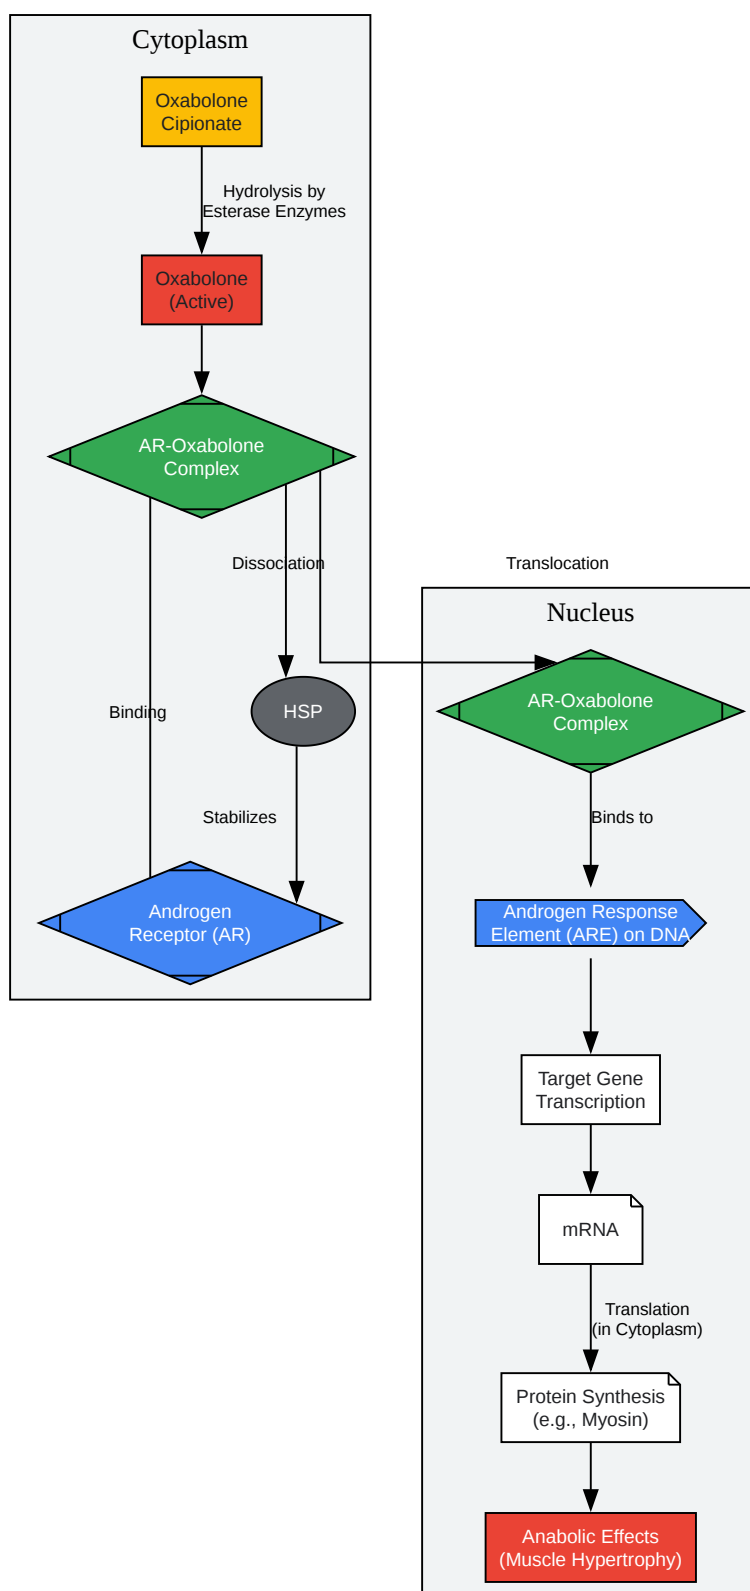 Cytoplasm
Oxabolone
Cipionate
Hydrolysis by
Esterase Enzymes
Oxabolone
(Active)
AR-Oxabolone
Complex
Dissociation
Translocation
Nucleus
Binding
HSP
AR-Oxabolone
Complex
Stabilizes
Binds to
Androgen
Receptor (AR)
Androgen Response
Element (ARE) on DNA
Target Gene
Transcription
mRNA
Translation
(in Cytoplasm)
Protein Synthesis
(e.g., Myosin)
Anabolic Effects
(Muscle Hypertrophy)